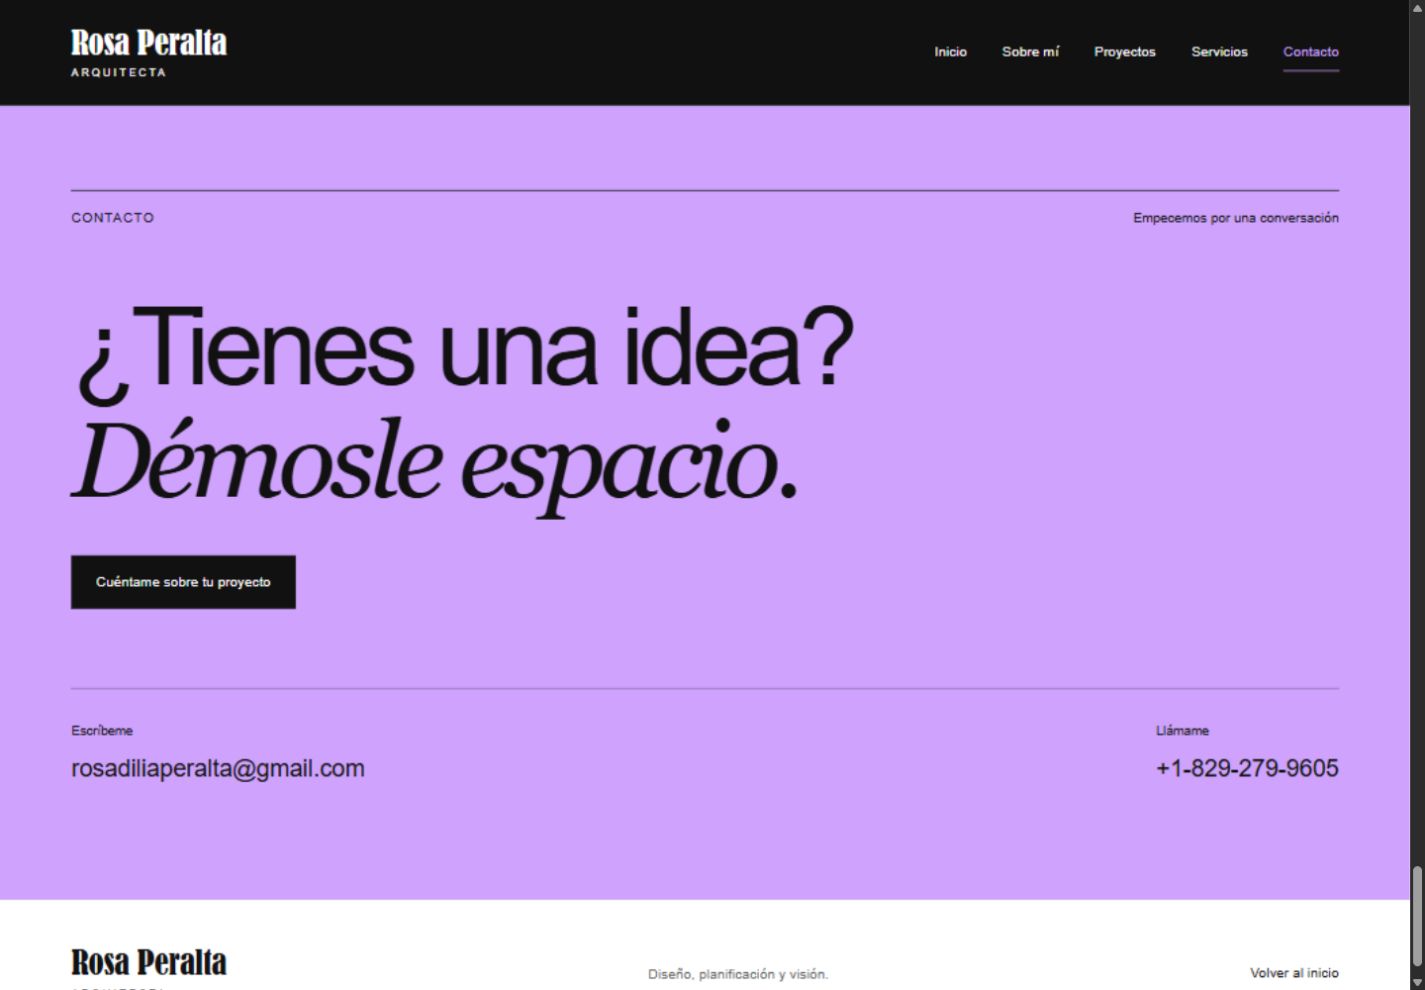 Rosa Peralta
ARQUITECTA
Inicio Sobre mí Proyectos Servicios Contacto
CONTACTO
Empecemos por una conversación
¿Tienes una idea?
Démosle espacio.
Cuéntame sobre tu proyecto
Escríbeme
rosadiliaperalta@gmail.com
Llámame
+1-829-279-9605
Rosa Peralta
Diseño, planificación y visión.
Volver al inicio